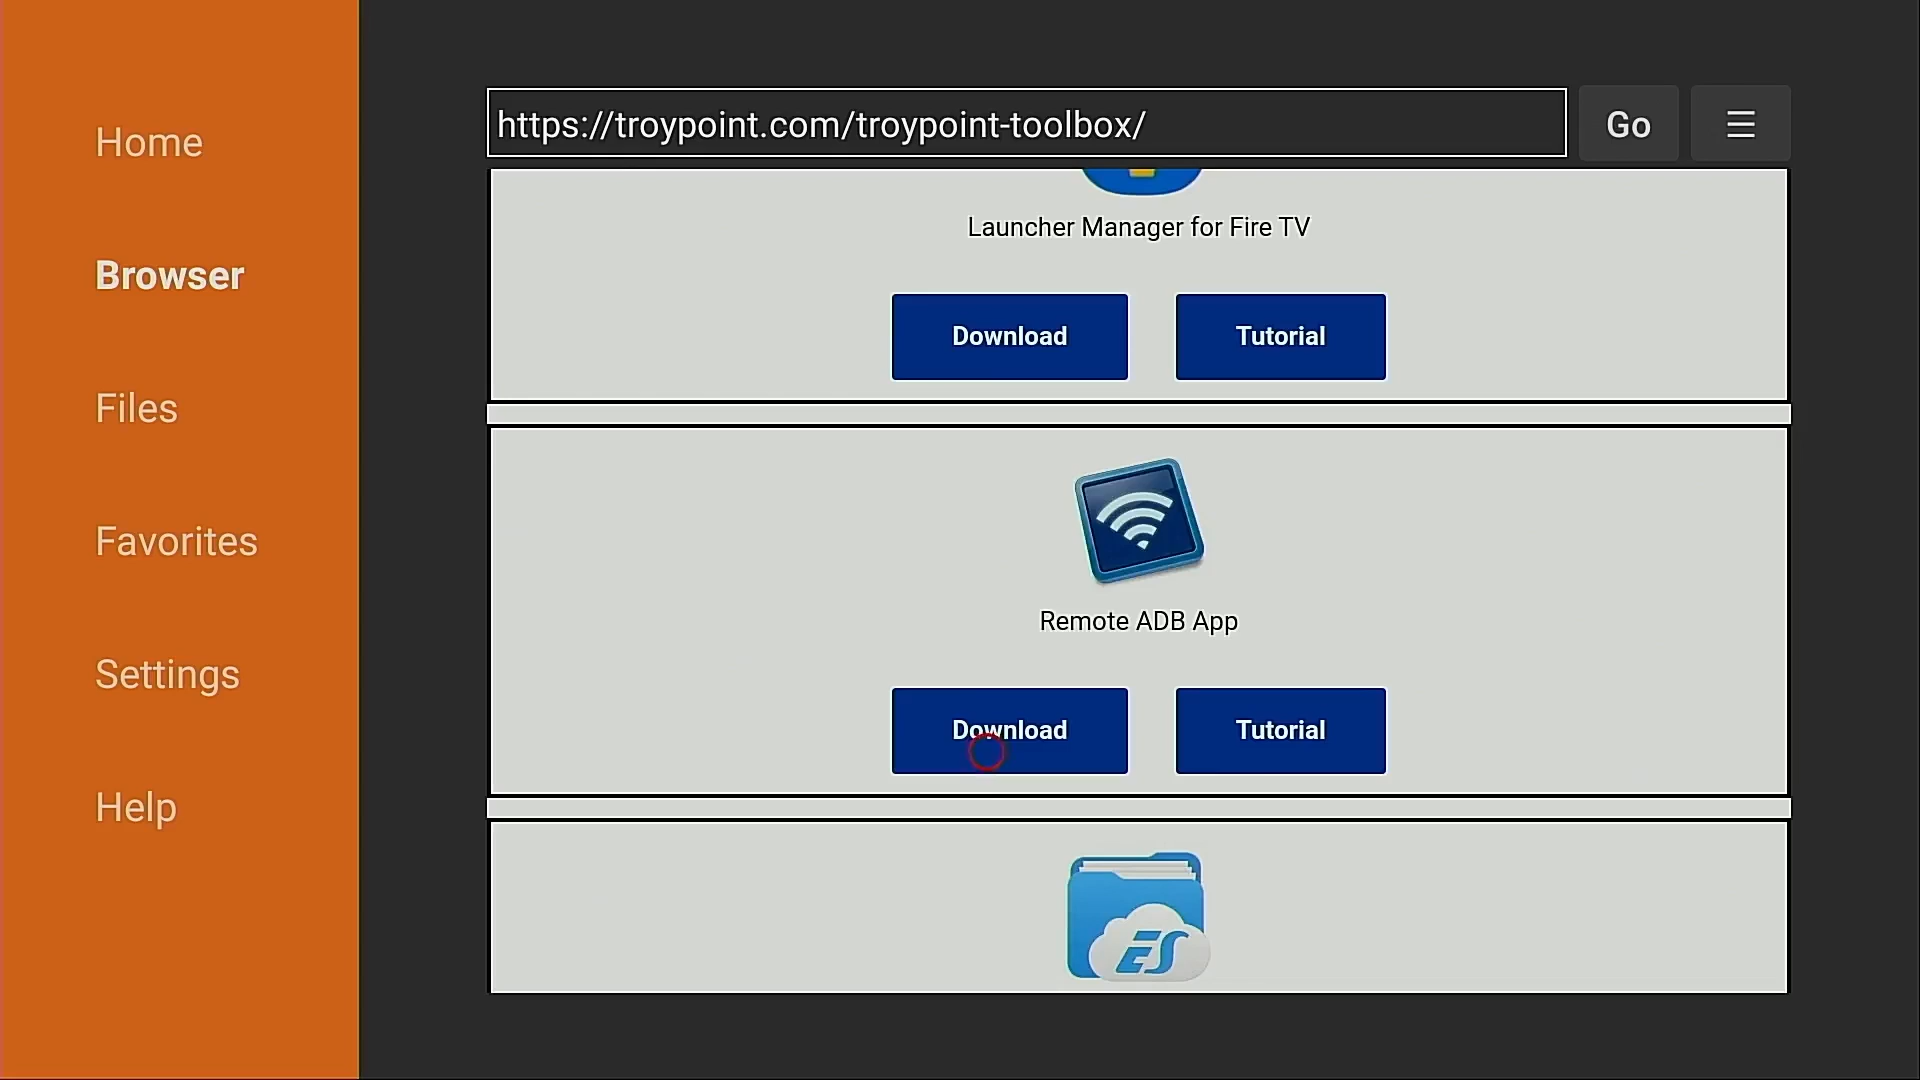 Home
Browser
Files
Favorites
Settings
Help
https://troypoint.com/troypoint-toolbox/
Go
Launcher Manager for Fire TV
Download
Tutorial
Remote ADB App
Download
Tutorial
ES